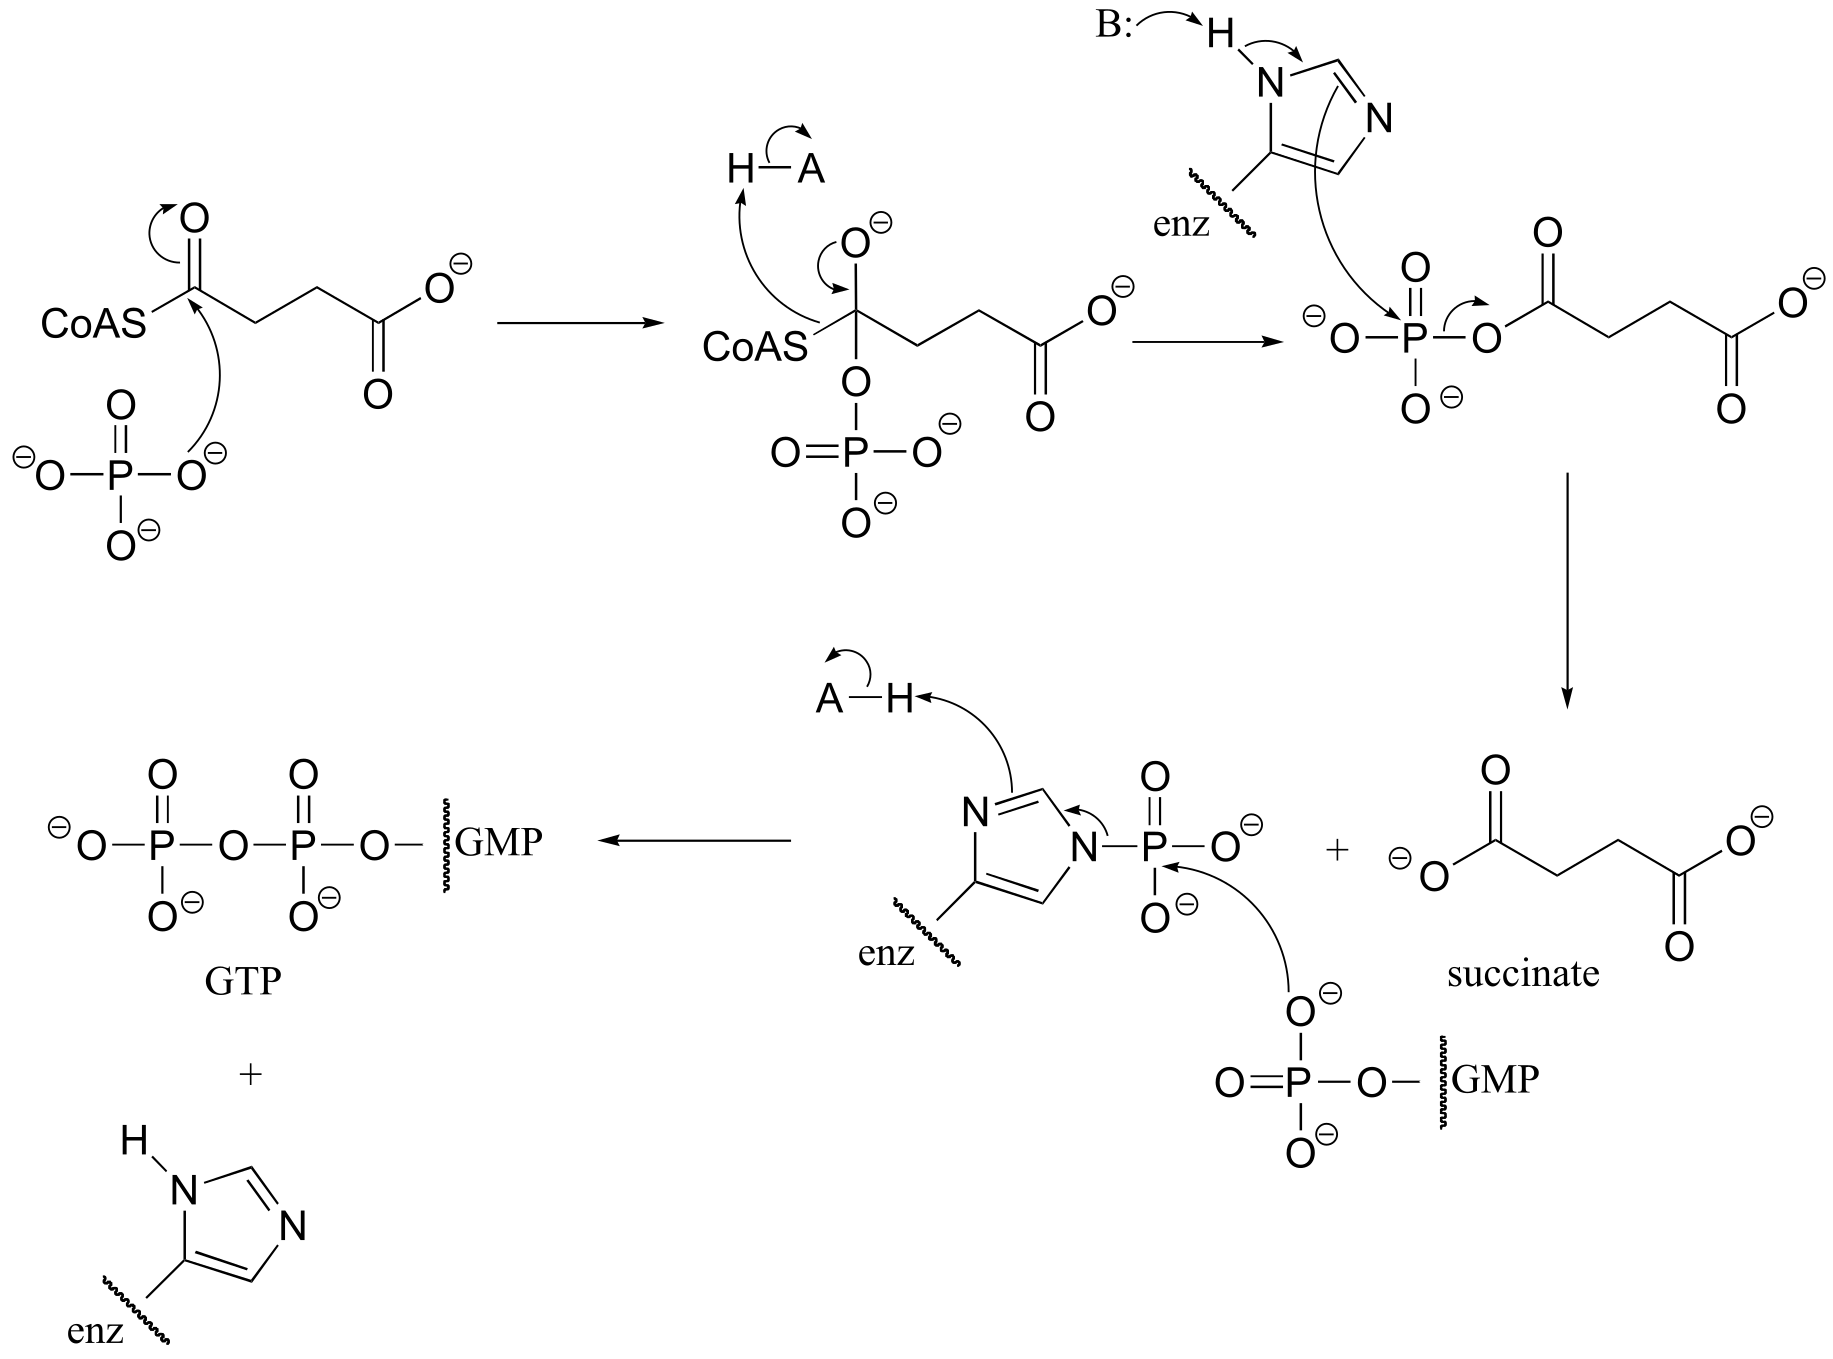 B: H
N
N
enz
H A
O
CoAS
O⊖
O
O
⊖O P O⊖
O⊖
O⊖
CoAS
O⊖
O
O
O=P O⊖
O⊖
O
O
⊖O P O
O⊖
O⊖
O
A H
N
N P O⊖
O
O⊖
enz
+
O
⊖O
O⊖
O
succinate
O⊖
O=P O GMP
O⊖
O O
⊖O P O P O GMP
O⊖ O⊖
GTP
+
H
N
N
enz